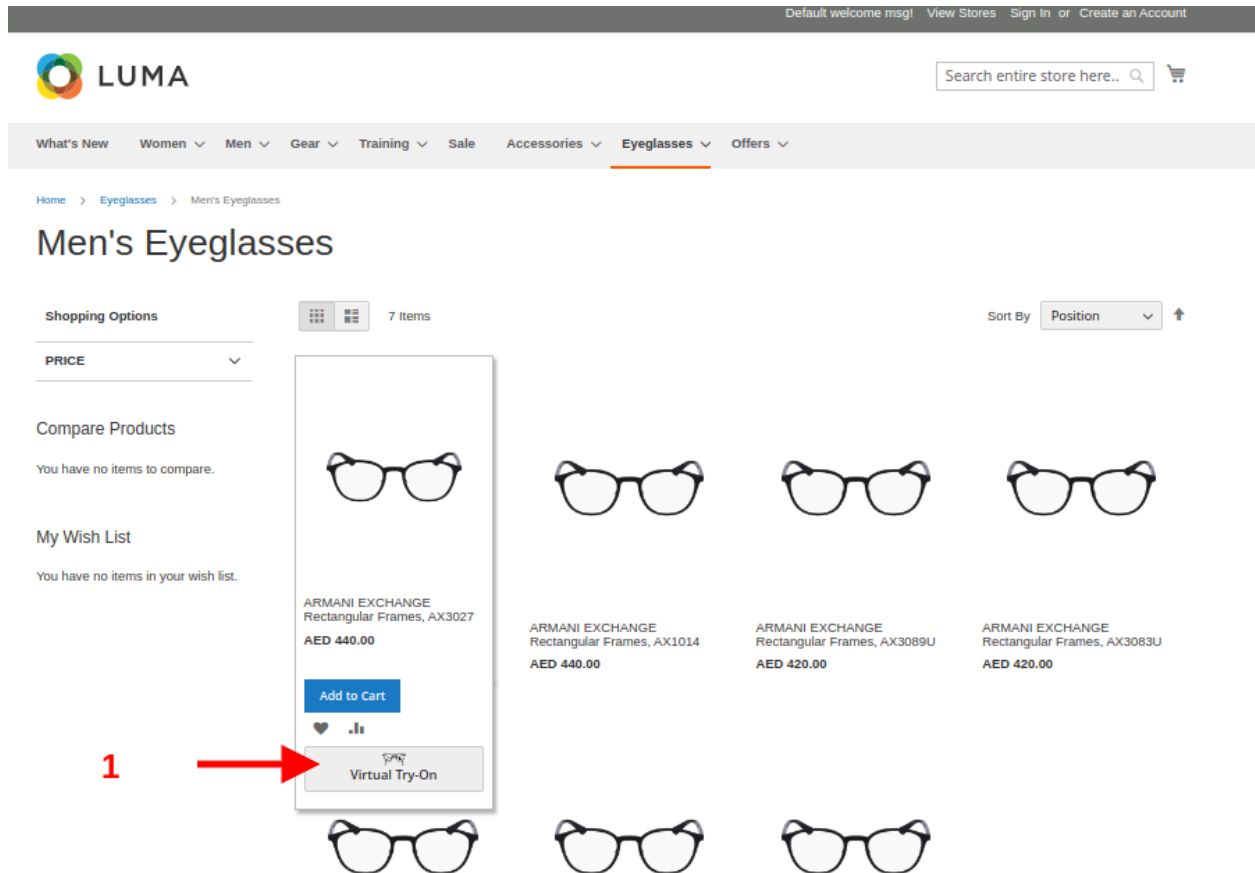 Default welcome msg! View Stores Sign In or Create an Account
LUMA
Search entire store here..
What's New Women Men Gear Training Sale Accessories Eyeglasses Offers
Home > Eyeglasses > Men's Eyeglasses
Men's Eyeglasses
Shopping Options
7 Items
Sort By Position
PRICE
Compare Products
You have no items to compare.
My Wish List
You have no items in your wish list.
ARMANI EXCHANGE
Rectangular Frames, AX3027
AED 440.00
Add to Cart
Virtual Try-On
ARMANI EXCHANGE
Rectangular Frames, AX1014
AED 440.00
ARMANI EXCHANGE
Rectangular Frames, AX3089U
AED 420.00
ARMANI EXCHANGE
Rectangular Frames, AX3083U
AED 420.00
1